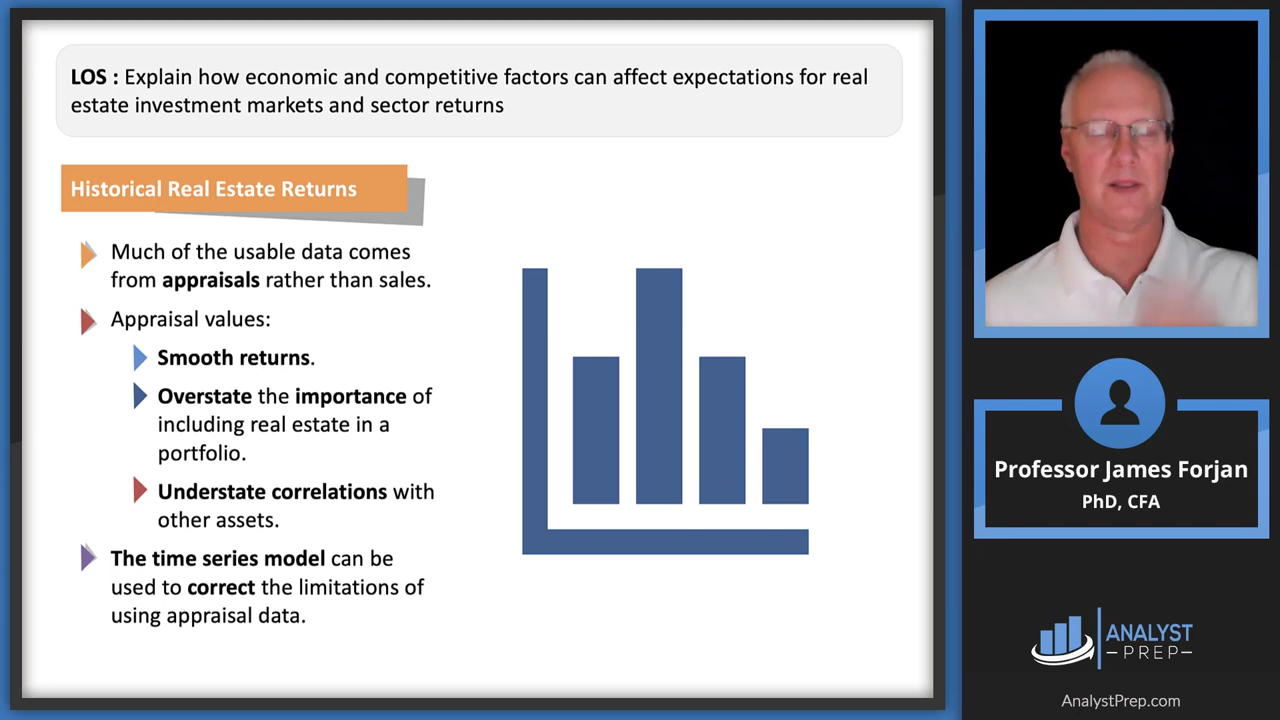 LOS : Explain how economic and competitive factors can affect expectations for real
estate investment markets and sector returns
Historical Real Estate Returns
Much of the usable data comes
from appraisals rather than sales.
Appraisal values:
Smooth returns.
Overstate the importance of
including real estate in a
portfolio.
Understate correlations with
other assets.
The time series model can be
used to correct the limitations of
using appraisal data.
Professor James Forjan
PhD, CFA
ANALYST
PREP
AnalystPrep.com